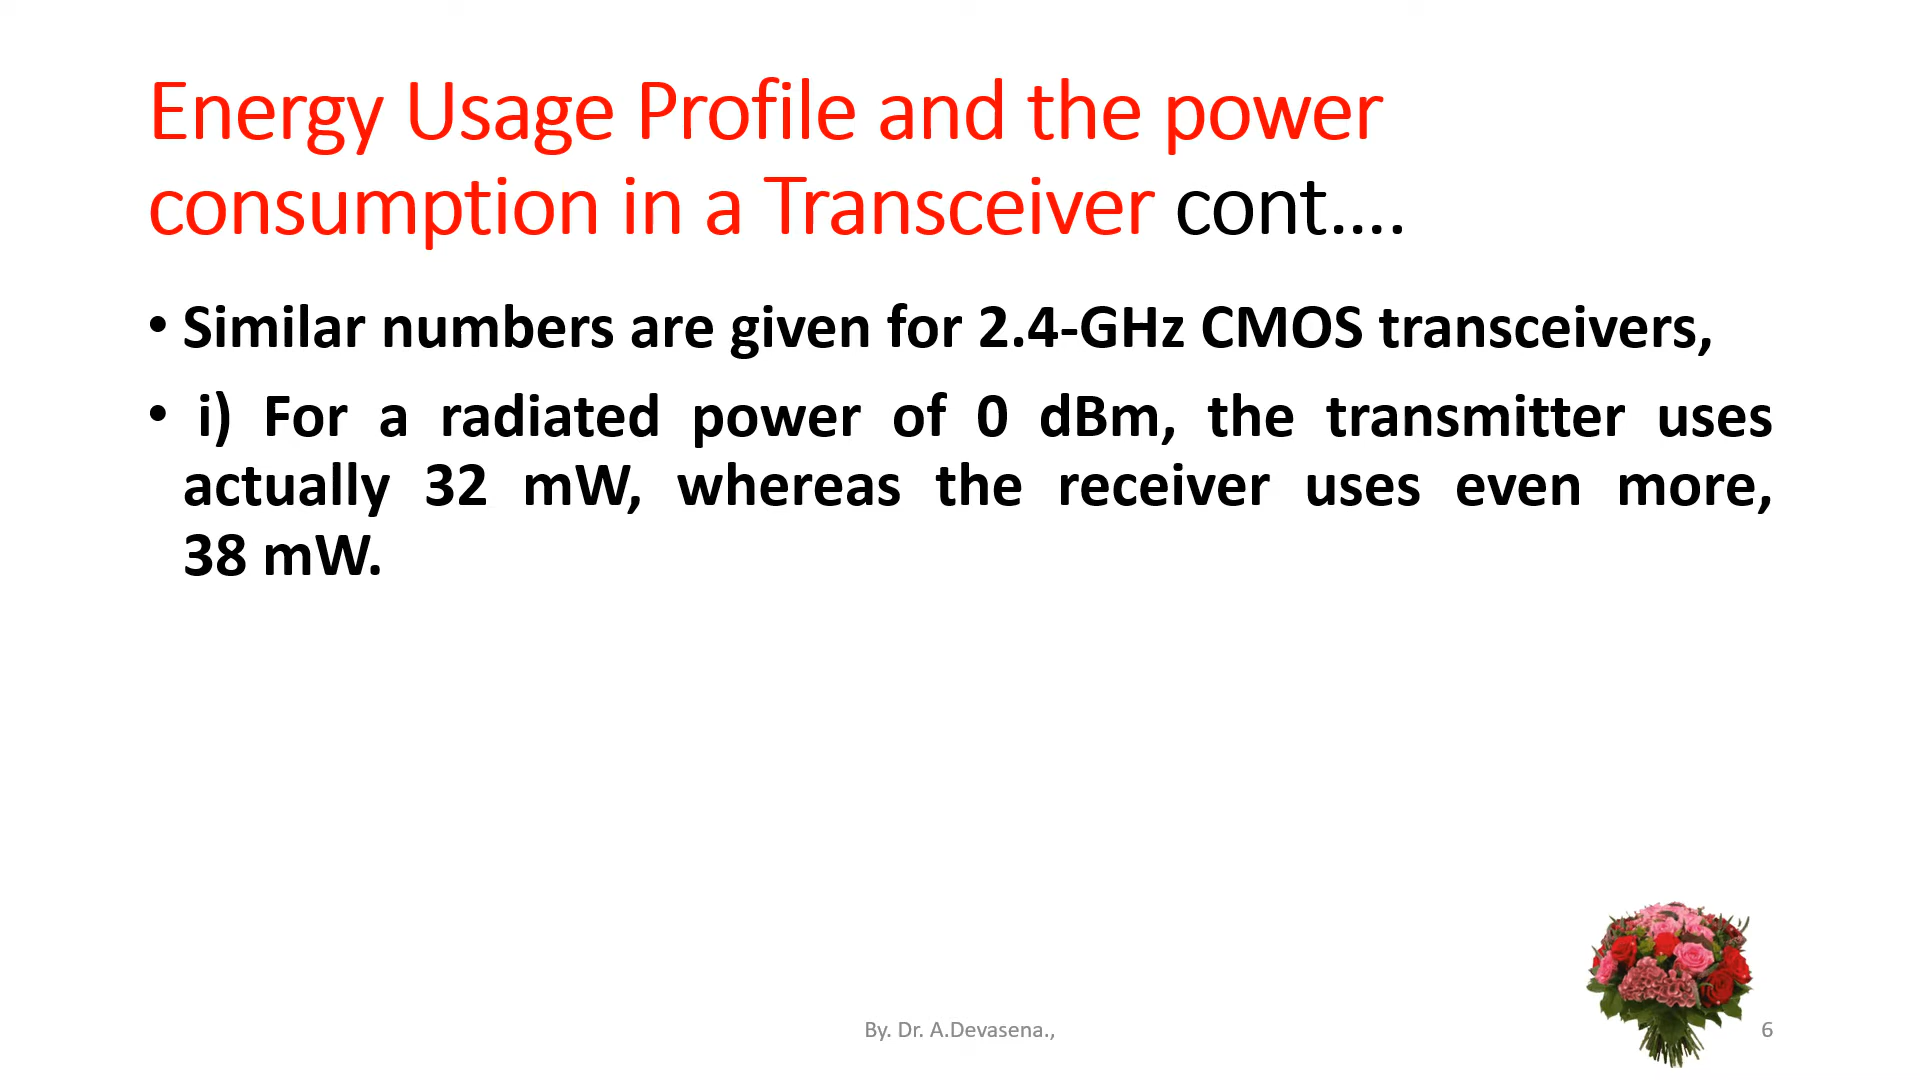 Energy Usage Profile and the power
consumption in a Transceiver cont....
• Similar numbers are given for 2.4-GHz CMOS transceivers,
• i) For a radiated power of 0 dBm, the transmitter uses
actually 32 mW, whereas the receiver uses even more,
38 mW.
By. Dr. A.Devasena.,
6